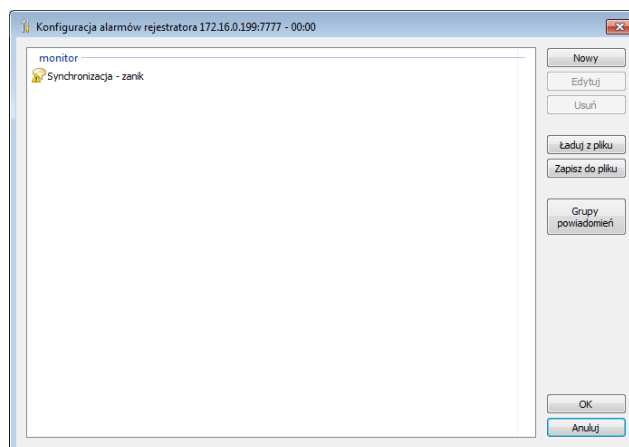 Konfiguracja alarmów rejestratora 172.16.0.199:7777 - 00:00
monitor
Synchronizacja - zanik
Nowy
Edytuj
Usuń
Ładuj z pliku
Zapisz do pliku
Grupy
powiadomień
OK
Anuluj